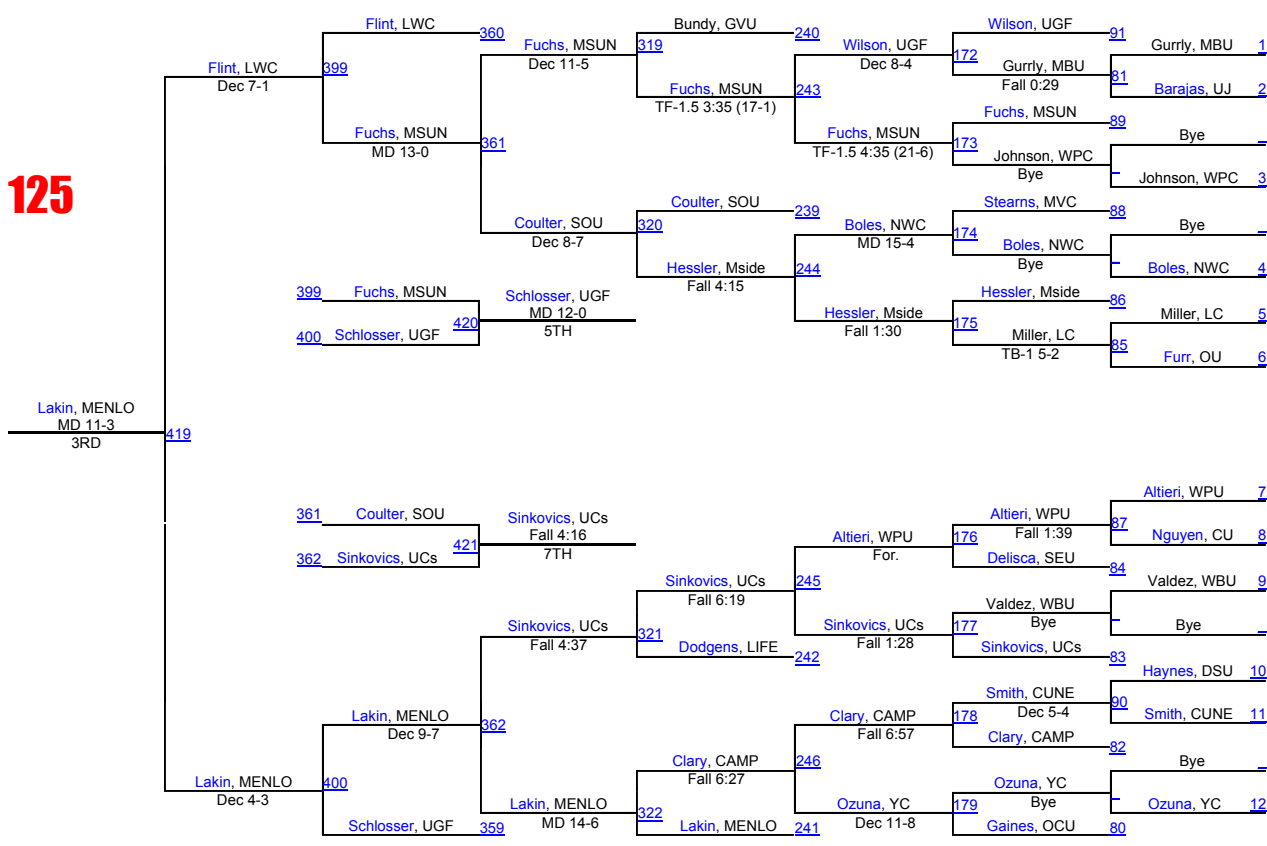 Flint, LWC
360
Bundy, GVU
240
Wilson, UGF
91
Gurrly, MBU
1
Fuchs, MSUN
319
Dec 11-5
Wilson, UGF
172
Dec 8-4
Gurrly, MBU
81
Fall 0:29
Flint, LWC
399
Dec 7-1
Fuchs, MSUN
243
TF-1.5 3:35 (17-1)
Barajas, UJ
2
Fuchs, MSUN
89
Fuchs, MSUN
361
MD 13-0
Fuchs, MSUN
173
TF-1.5 4:35 (21-6)
Bye
Johnson, WPC
Bye
Johnson, WPC
3
125
Coulter, SOU
239
Stearns, MVC
88
Coulter, SOU
320
Dec 8-7
Boles, NWC
174
MD 15-4
Bye
Boles, NWC
Bye
Hessler, Mside
244
Fall 4:15
Boles, NWC
4
399
Fuchs, MSUN
Schlosser, UGF
MD 12-0
420
5TH
400
Schlosser, UGF
Hessler, Mside
86
Hessler, Mside
175
Fall 1:30
Miller, LC
5
Miller, LC
85
TB-1 5-2
Furr, OU
6
Lakin, MENLO
MD 11-3
419
3RD
Altieri, WPU
7
361
Coulter, SOU
Sinkovics, UCs
Fall 4:16
421
7TH
362
Sinkovics, UCs
Altieri, WPU
87
Fall 1:39
Altieri, WPU
176
For.
Nguyen, CU
8
Delisca, SEU
84
Sinkovics, UCs
245
Fall 6:19
Valdez, WBU
9
Valdez, WBU
Bye
Sinkovics, UCs
321
Fall 4:37
Sinkovics, UCs
177
Fall 1:28
Bye
Dodgens, LIFE
242
Sinkovics, UCs
83
Haynes, DSU
10
Smith, CUNE
90
Dec 5-4
Lakin, MENLO
362
Dec 9-7
Clary, CAMP
178
Fall 6:57
Smith, CUNE
11
Clary, CAMP
82
Clary, CAMP
246
Fall 6:27
Bye
Lakin, MENLO
400
Dec 4-3
Ozuna, YC
Bye
Lakin, MENLO
322
MD 14-6
Ozuna, YC
179
Dec 11-8
Ozuna, YC
12
Schlosser, UGF
359
Lakin, MENLO
241
Gaines, OCU
80